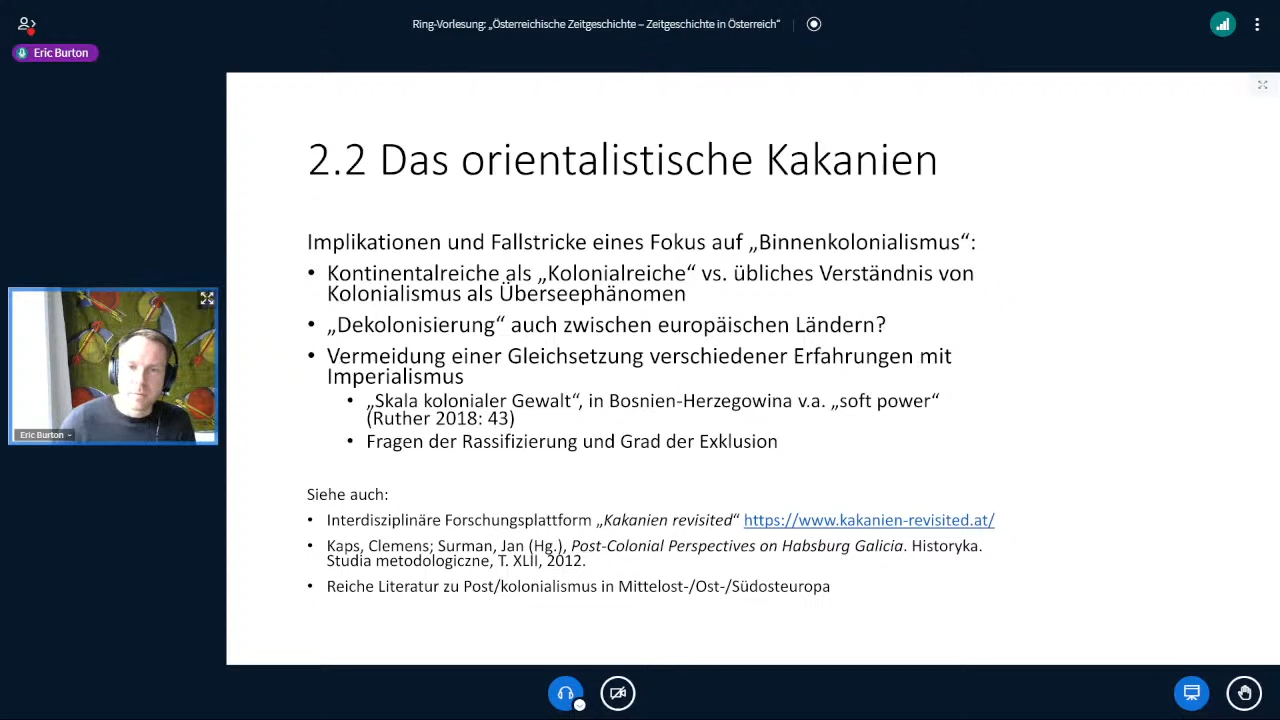 Ring-Vorlesung: „Österreichische Zeitgeschichte – Zeitgeschichte in Österreich“
Eric Burton
2.2 Das orientalistische Kakanien
Implikationen und Fallstricke eines Fokus auf „Binnenkolonialismus“:
• Kontinentalreiche als „Kolonialreiche“ vs. übliches Verständnis von
Kolonialismus als Überseephänomen
• „Dekolonisierung“ auch zwischen europäischen Ländern?
• Vermeidung einer Gleichsetzung verschiedener Erfahrungen mit
Imperialismus
• „Skala kolonialer Gewalt“, in Bosnien-Herzegowina v.a. „soft power“
(Ruther 2018: 43)
• Fragen der Rassifizierung und Grad der Exklusion
Siehe auch:
• Interdisziplinäre Forschungsplattform „Kakanien revisited“ https://www.kakanien-revisited.at/
• Kaps, Clemens; Surman, Jan (Hg.), Post-Colonial Perspectives on Habsburg Galicia. Historyka.
Studia metodologiczne, T. XLII, 2012.
• Reiche Literatur zu Post/kolonialismus in Mittelost-/Ost-/Südosteuropa
Eric Burton